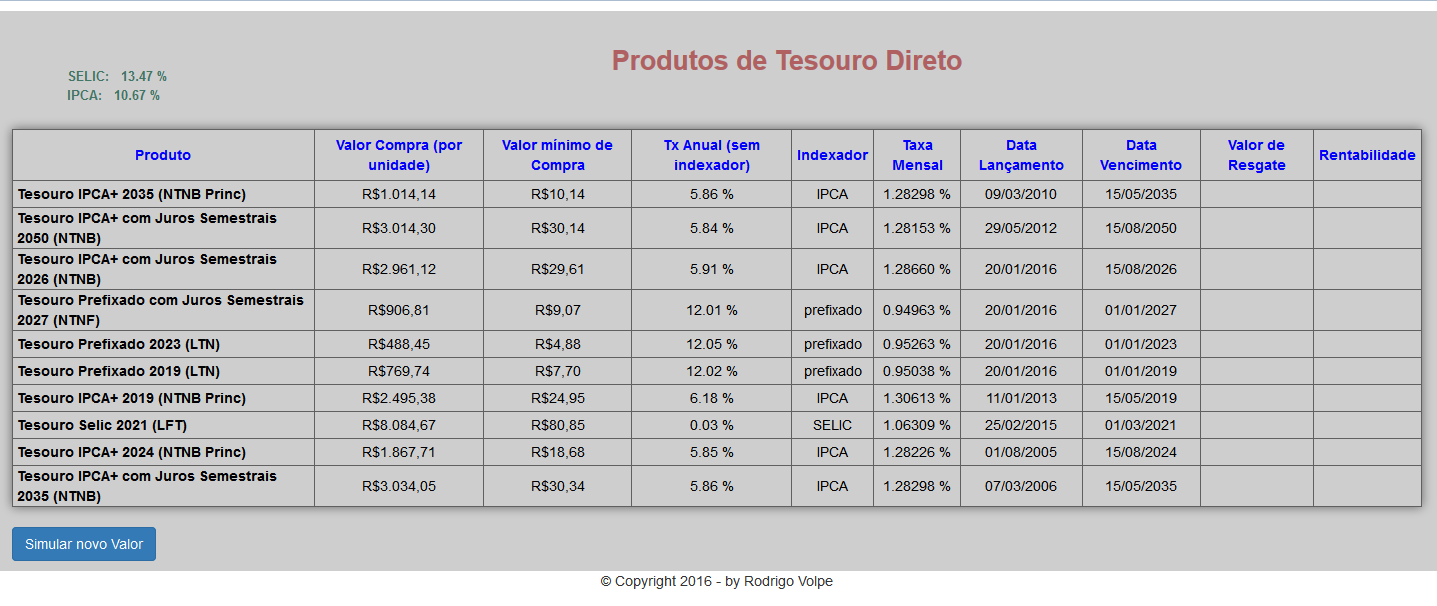 Produtos de Tesouro Direto
SELIC: 13.47 %
IPCA: 10.67 %
Produto Valor Compra (por unidade) Valor mínimo de Compra Tx Anual (sem indexador) Indexador Taxa Mensal Data Lançamento Data Vencimento Valor de Resgate Rentabilidade
Tesouro IPCA+ 2035 (NTNB Princ) R$1.014,14 R$10,14 5.86 % IPCA 1.28298 % 09/03/2010 15/05/2035
Tesouro IPCA+ com Juros Semestrais 2050 (NTNB) R$3.014,30 R$30,14 5.84 % IPCA 1.28153 % 29/05/2012 15/08/2050
Tesouro IPCA+ com Juros Semestrais 2026 (NTNB) R$2.961,12 R$29,61 5.91 % IPCA 1.28660 % 20/01/2016 15/08/2026
Tesouro Prefixado com Juros Semestrais 2027 (NTNF) R$906,81 R$9,07 12.01 % prefixado 0.94963 % 20/01/2016 01/01/2027
Tesouro Prefixado 2023 (LTN) R$488,45 R$4,88 12.05 % prefixado 0.95263 % 20/01/2016 01/01/2023
Tesouro Prefixado 2019 (LTN) R$769,74 R$7,70 12.02 % prefixado 0.95038 % 20/01/2016 01/01/2019
Tesouro IPCA+ 2019 (NTNB Princ) R$2.495,38 R$24,95 6.18 % IPCA 1.30613 % 11/01/2013 15/05/2019
Tesouro Selic 2021 (LFT) R$8.084,67 R$80,85 0.03 % SELIC 1.06309 % 25/02/2015 01/03/2021
Tesouro IPCA+ 2024 (NTNB Princ) R$1.867,71 R$18,68 5.85 % IPCA 1.28226 % 01/08/2005 15/08/2024
Tesouro IPCA+ com Juros Semestrais 2035 (NTNB) R$3.034,05 R$30,34 5.86 % IPCA 1.28298 % 07/03/2006 15/05/2035
Simular novo Valor
© Copyright 2016 - by Rodrigo Volpe